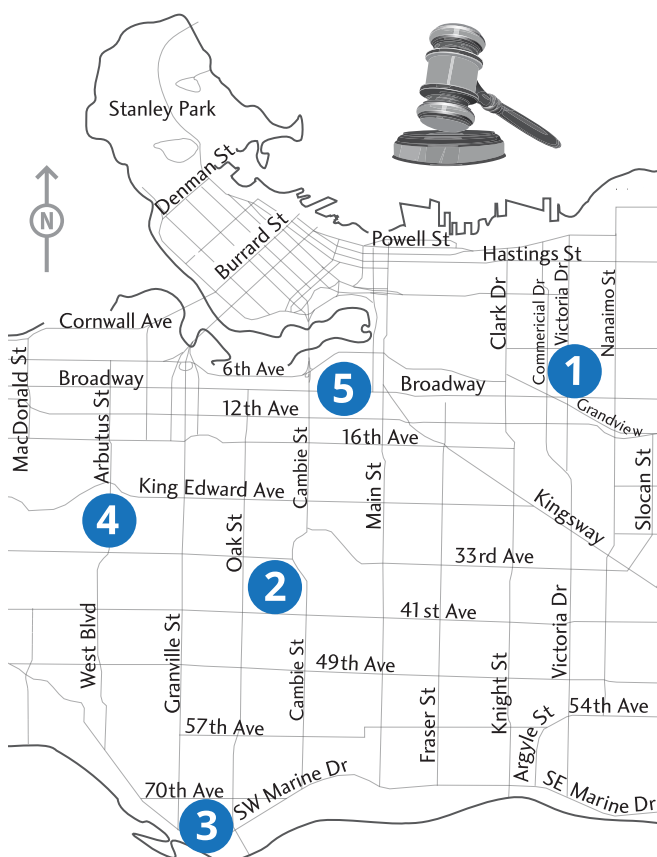 Stanley Park
Denman St.
Burrard St
N
Powell St
Hastings St
Cornwall Ave
Clark Dr
Commericial Dr
Victoria Dr
Nanaimo St
MacDonald St
6th Ave
Broadway
5
Broadway
1
Arbutus St
12th Ave
Grandview
16th Ave
Cambie St
Main St
King Edward Ave
Kingsway
Slocan St
4
Oak St
33rd Ave
2
41st Ave
West Blvd
Granville St
Cambie St
49th Ave
Victoria Dr
Fraser St
Knight St
54th Ave
57th Ave
Argyle St
70th Ave
SW Marine Dr
SE Marine Dr
3